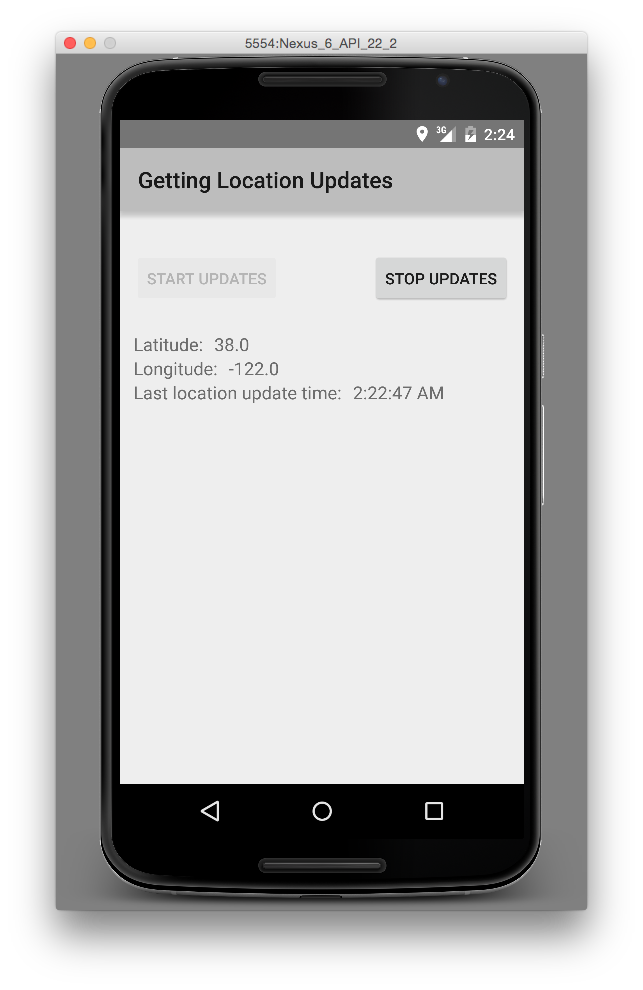 5554:Nexus_6_API_22_2
3G 2:24
Getting Location Updates
START UPDATES STOP UPDATES
Latitude: 38.0
Longitude: -122.0
Last location update time: 2:22:47 AM